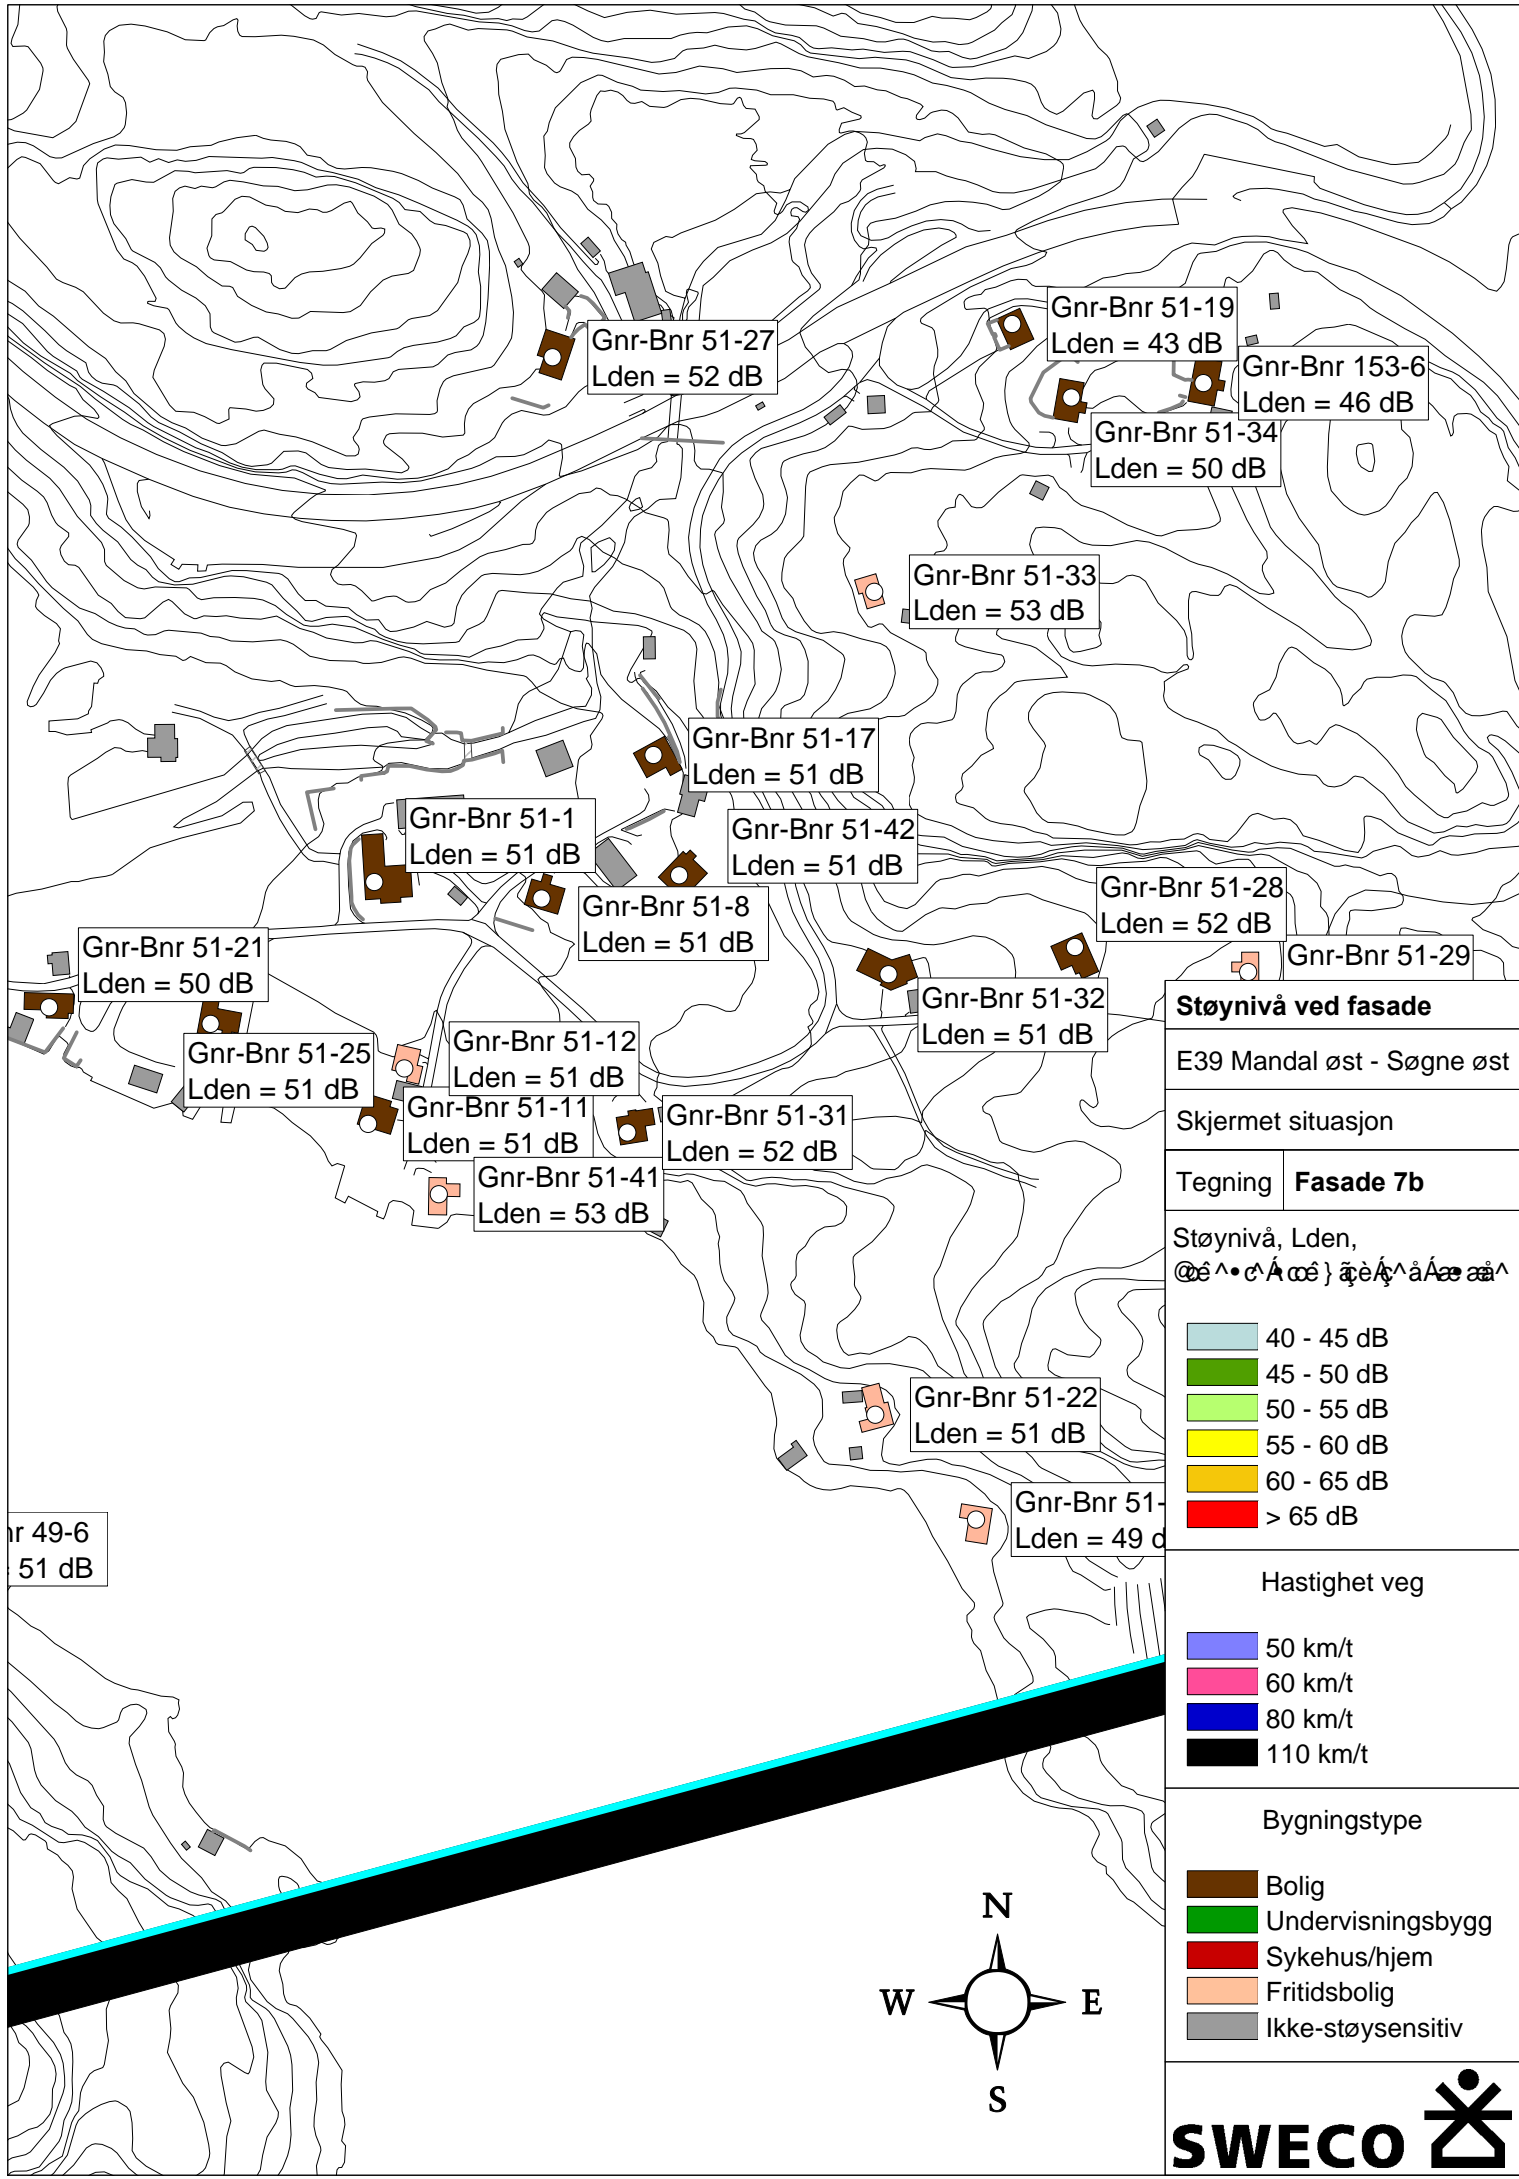 Gnr-Bnr 51-19
Lden = 43 dB
Gnr-Bnr 51-27
Lden = 52 dB
Gnr-Bnr 153-6
Lden = 46 dB
Gnr-Bnr 51-34
Lden = 50 dB
Gnr-Bnr 51-33
Lden = 53 dB
Gnr-Bnr 51-17
Lden = 51 dB
Gnr-Bnr 51-1
Lden = 51 dB
Gnr-Bnr 51-42
Lden = 51 dB
Gnr-Bnr 51-28
Lden = 52 dB
Gnr-Bnr 51-8
Lden = 51 dB
Gnr-Bnr 51-21
Lden = 50 dB
Gnr-Bnr 51-29
Gnr-Bnr 51-32
Lden = 51 dB
Gnr-Bnr 51-25
Lden = 51 dB
Gnr-Bnr 51-12
Lden = 51 dB
Gnr-Bnr 51-11
Lden = 51 dB
Gnr-Bnr 51-31
Lden = 52 dB
Gnr-Bnr 51-41
Lden = 53 dB
Gnr-Bnr 51-22
Lden = 51 dB
Gnr-Bnr 51-
Lden = 49 d
nr 49-6
51 dB
N
W
E
S
Støynivå ved fasade
E39 Mandal øst - Søgne øst
Skjermet situasjon
Tegning Fasade 7b
Støynivå, Lden,
40 - 45 dB
45 - 50 dB
50 - 55 dB
55 - 60 dB
60 - 65 dB
> 65 dB
Hastighet veg
50 km/t
60 km/t
80 km/t
110 km/t
Bygningstype
Bolig
Undervisningsbygg
Sykehus/hjem
Fritidsbolig
Ikke-støysensitiv
SWECO